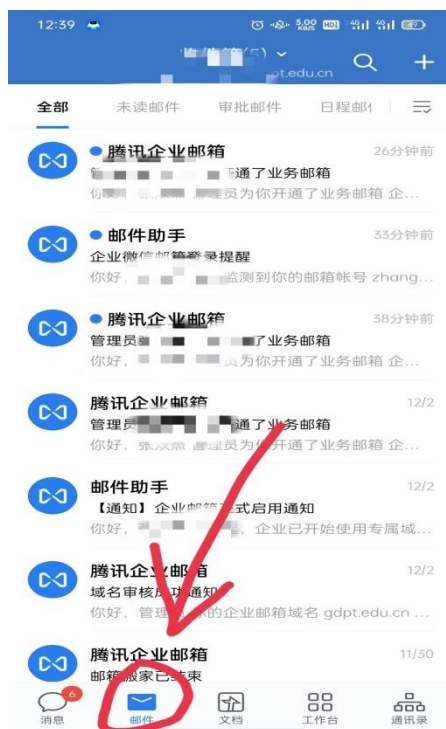 12:39
3.00 KB/S HD 4G 4G
收件箱(5)
pt.edu.cn
全部 未读邮件 审批邮件 日程邮
腾讯企业邮箱 26分钟前
通了业务邮箱
管理员为你开通了业务邮箱 企...
邮件助手 33分钟前
企业微信邮箱登录提醒
你好, 监测到你的邮箱帐号 zhang...
腾讯企业邮箱 38分钟前
管理员 了业务邮箱
你好, 员为你开通了业务邮箱 企...
腾讯企业邮箱 12/2
管理员 通了业务邮箱
你好, 管理员为你开通了业务邮箱 企...
邮件助手 12/2
【通知】企业邮箱正式启用通知
你好, , 企业已开始使用专属域...
腾讯企业邮箱 12/2
域名审核成功通知
你好, 管理 你的企业邮箱域名 gdpt.edu.cn ...
腾讯企业邮箱 11/30
邮箱搬家已结束
6
消息 邮件 文档 工作台 通讯录